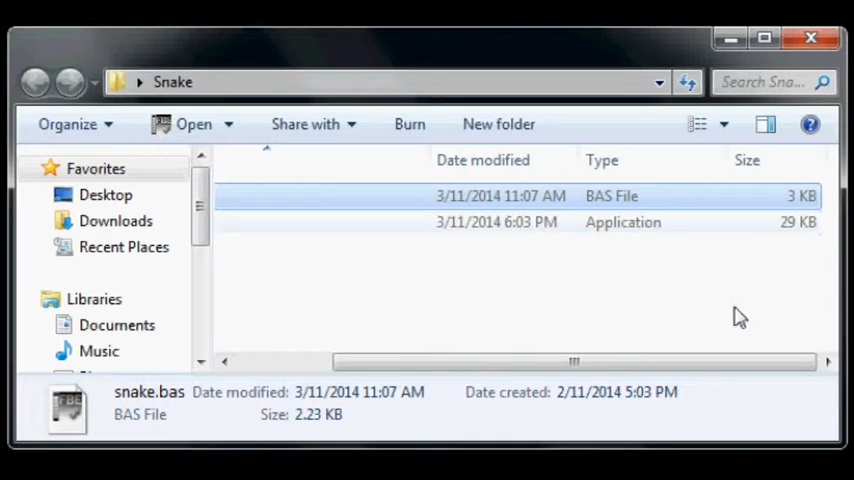 Snake
Search Sna...
Organize Open Share with Burn New folder
Date modified Type Size
Favorites
3/11/2014 11:07 AM BAS File 3 KB
Desktop
3/11/2014 6:03 PM Application 29 KB
Downloads
Recent Places
Libraries
Documents
Music
snake.bas Date modified: 3/11/2014 11:07 AM Date created: 2/11/2014 5:03 PM
BAS File Size: 2.23 KB